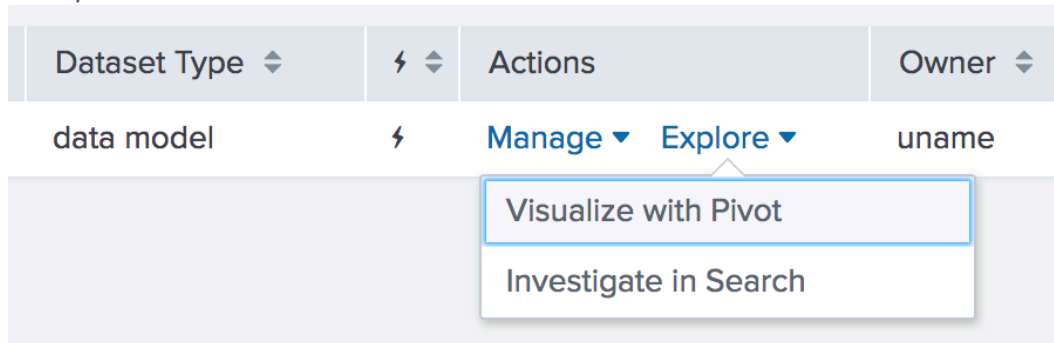 Dataset Type Actions Owner
data model Manage Explore uname
Visualize with Pivot
Investigate in Search